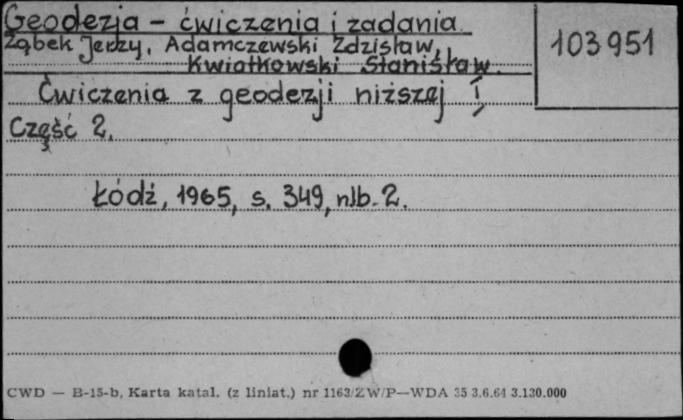 Geodezja - ćwiczenia i zadania.
103951
Ząbek Jerzy, Adamczewski Zdzisław,
Kwiatkowski Stanisław.
Ćwiczenia z geodezji niższej I
Część 2.
Łódź, 1965, s. 349, nlb. 2.
CWD — B-15-b, Karta katal. (z liniat.) nr 1163/ZW/P—WDA 35 3.6.64 3.130.000